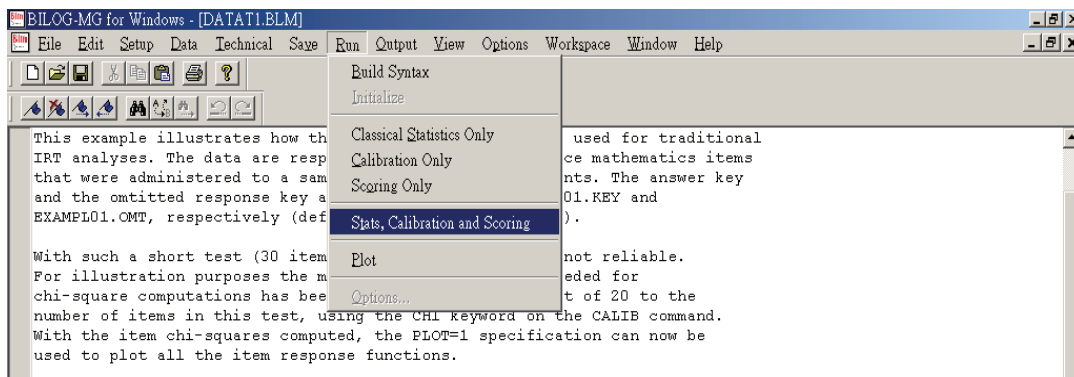 BILOG-MG for Windows - [DATAT1.BLM]
File Edit Setup Data Technical Save Run Output View Options Workspace Window Help
Build Syntax
Initialize
Classical Statistics Only
Calibration Only
Scoring Only
Stats, Calibration and Scoring
Plot
Options...
This example illustrates how th used for traditional
IRT analyses. The data are resp ce mathematics items
that were administered to a sam nts. The answer key
and the omtitted response key a 01.KEY and
EXAMPL01.OMT, respectively (def ).
With such a short test (30 item not reliable.
For illustration purposes the m eded for
chi-square computations has bee t of 20 to the
number of items in this test, using the CHI keyword on the CALIB command.
With the item chi-squares computed, the PLOT=1 specification can now be
used to plot all the item response functions.